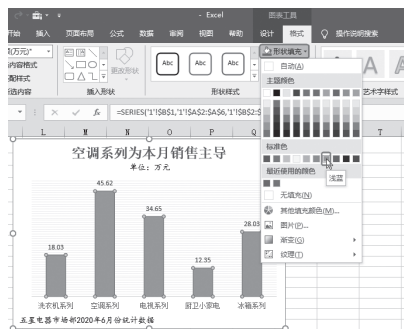 - Excel
图表工具
开始 插入 页面布局 公式 数据 审阅 视图 帮助 设计 格式 操作说明搜索
(万元)"
更改形状
Abc Abc Abc
形状填充
插入形状
形状样式
艺术字样式
自动(A)
主题颜色
标准色
浅蓝
最近使用的颜色
无填充(N)
其他填充颜色(M)...
图片(P)...
渐变(G)
纹理(T)
=SERIES('1'!$B$1,'1'!$A$2:$A$6,'1'!$B$2:$
L M N O P Q T
空调系列为本月销售主导
单位：万元
45.62
34.65
28.03
18.03
12.35
洗衣机系列 空调系列 电视系列 厨卫小家电 冰箱系列
五星电器市场部2020年6月份统计数据